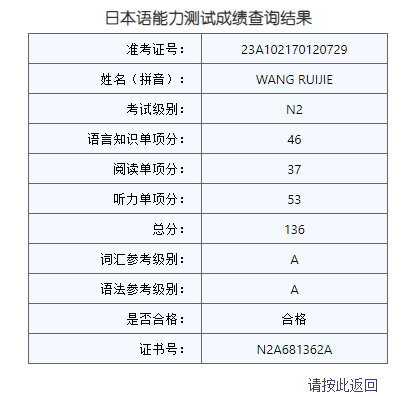 日本语能力测试成绩查询结果
准考证号： 23A102170120729
姓名（拼音）： WANG RUIJIE
考试级别： N2
语言知识单项分： 46
阅读单项分： 37
听力单项分： 53
总分： 136
词汇参考级别： A
语法参考级别： A
是否合格： 合格
证书号： N2A681362A
请按此返回